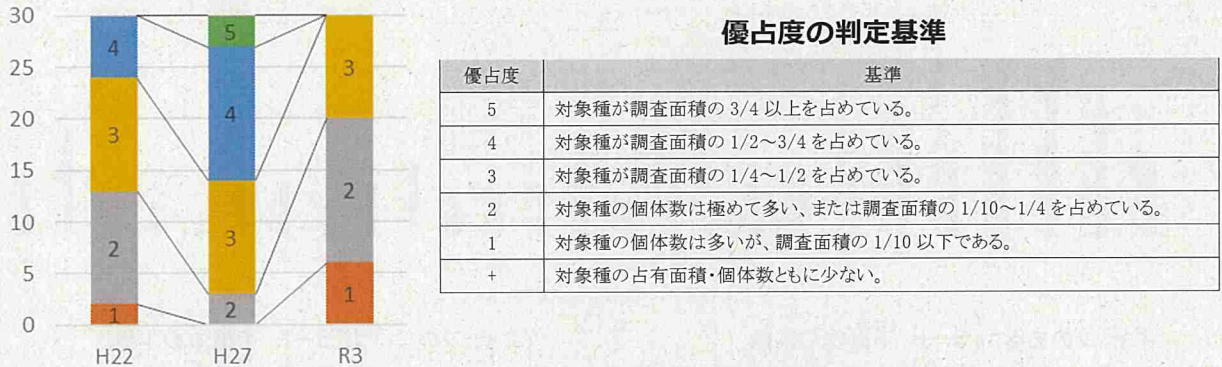 30
25
20
15
10
5
0
4
3
2
1
5
4
3
2
3
2
1
H22 H27 R3
優占度の判定基準
優占度 基準
5 対象種が調査面積の 3/4 以上を占めている。
4 対象種が調査面積の 1/2～3/4 を占めている。
3 対象種が調査面積の 1/4～1/2 を占めている。
2 対象種の個体数は極めて多い、または調査面積の 1/10～1/4 を占めている。
1 対象種の個体数は多いが、調査面積の 1/10 以下である。
+ 対象種の占有面積・個体数ともに少ない。